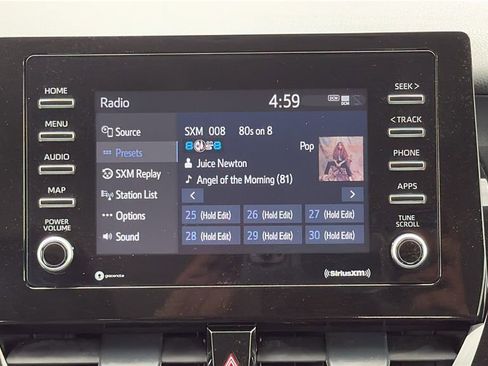 HOME
MENU
AUDIO
MAP
POWER
VOLUME
Radio
4:59
DCM
Source
Presets
SXM Replay
Station List
Options
Sound
SXM 008 80s on 8
Pop
Juice Newton
Angel of the Morning (81)
25 (Hold Edit) 26 (Hold Edit) 27 (Hold Edit)
28 (Hold Edit) 29 (Hold Edit) 30 (Hold Edit)
SEEK >
< TRACK
PHONE
APPS
TUNE
SCROLL
gracenote
SiriusXM